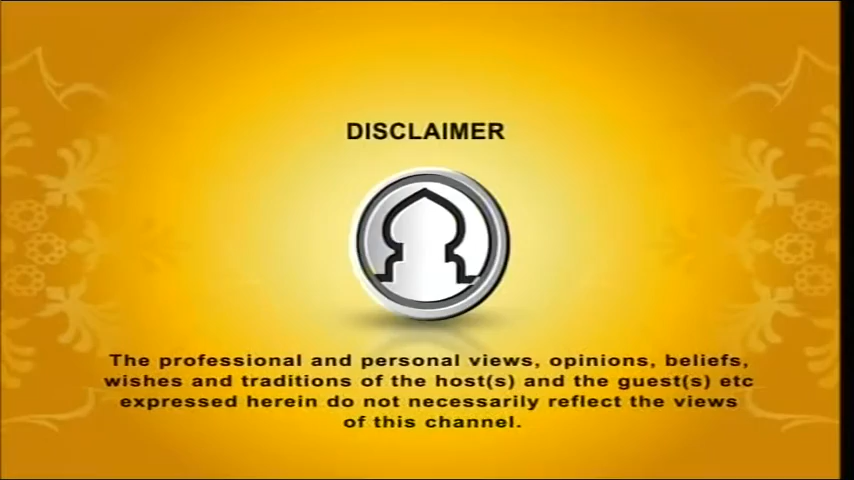 DISCLAIMER
The professional and personal views, opinions, beliefs,
wishes and traditions of the host(s) and the guest(s) etc
expressed herein do not necessarily reflect the views
of this channel.